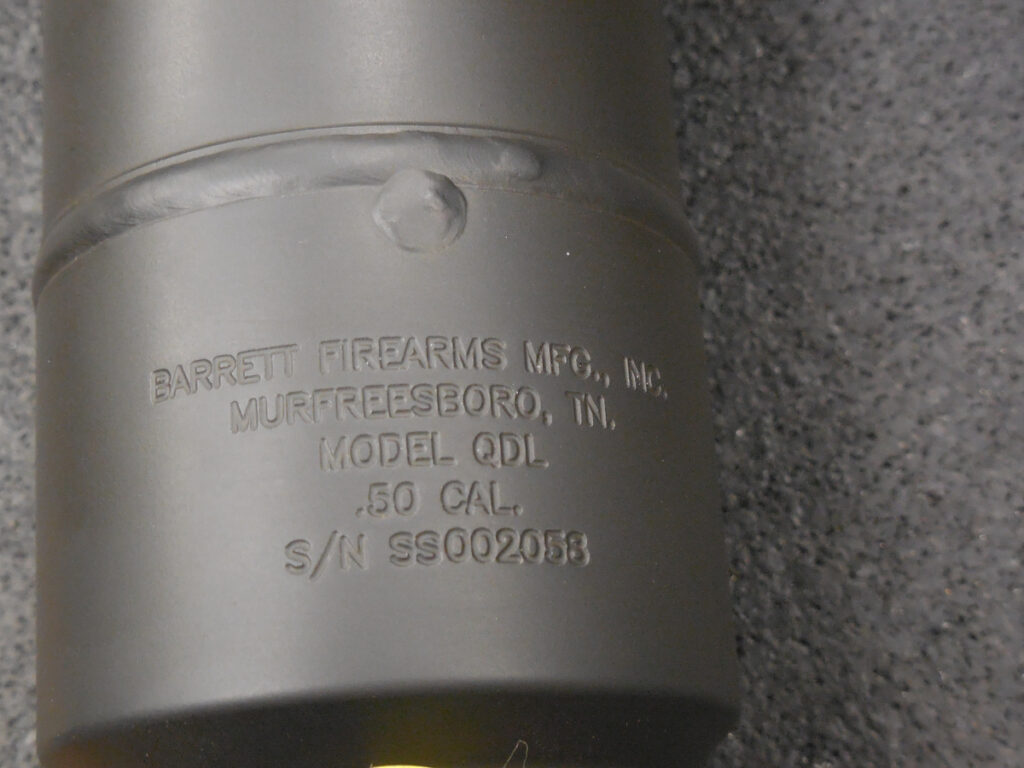 BARRETT FIREARMS MFG., INC.
MURFREESBORO, TN.
MODEL QDL
.50 CAL.
S/N SS002058